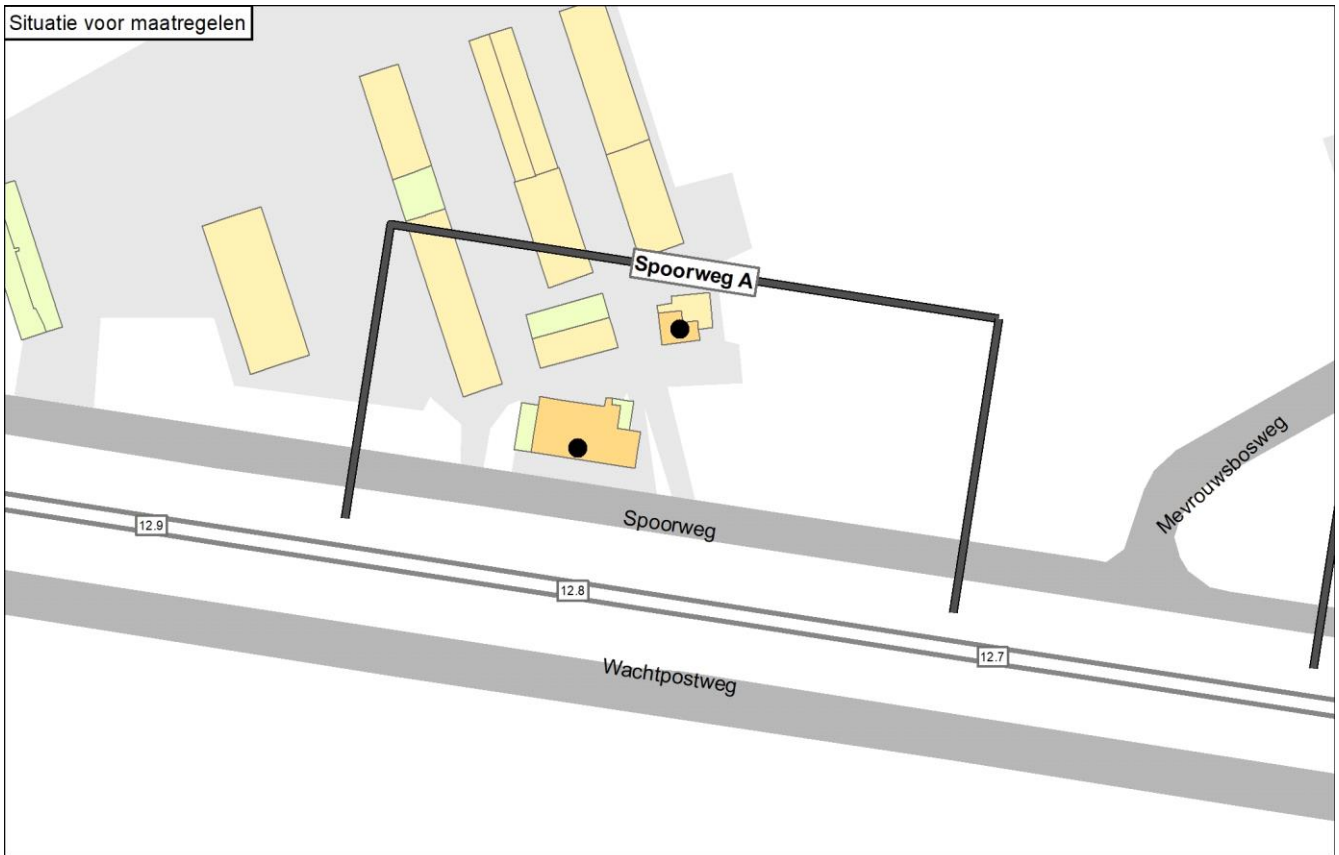 Situatie voor maatregelen
Spoorweg A
Mevrouwsbosweg
Spoorweg
12.9
12.8
12.7
Wachtpostweg